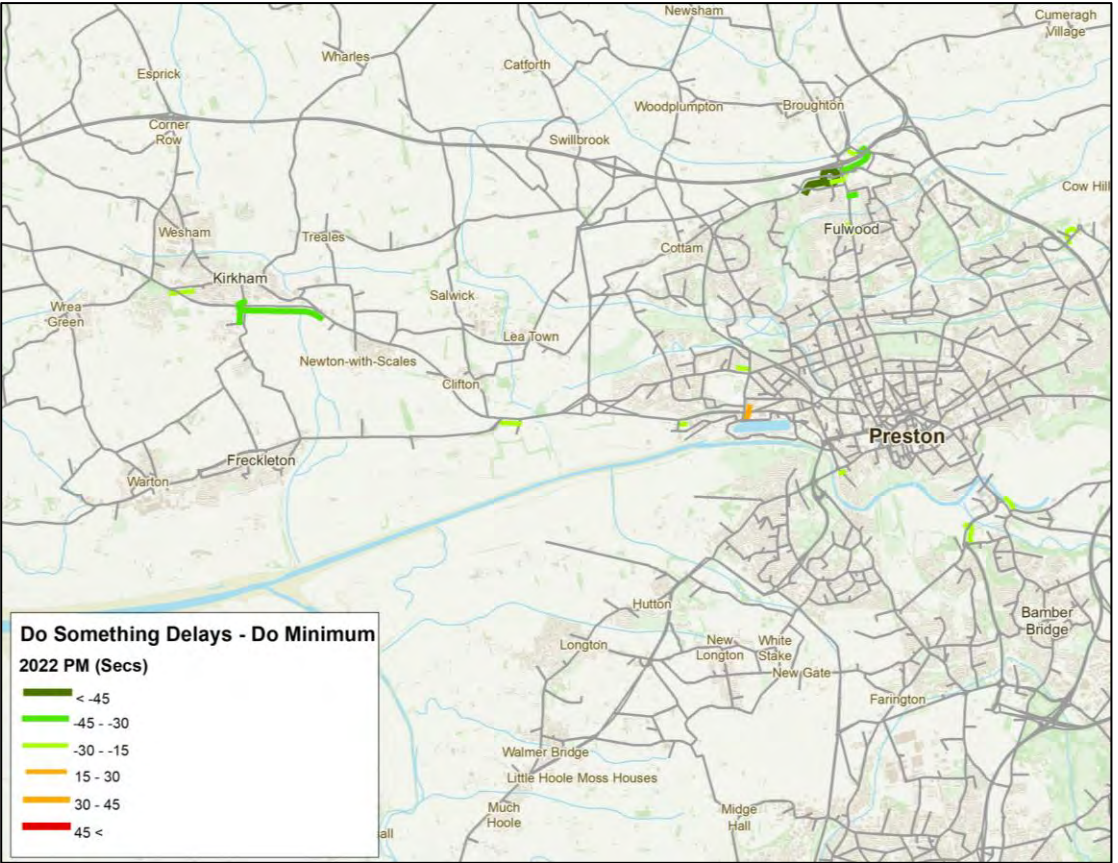 Newsham
Cumeragh
Village
Wharles
Catforth
Esprick
Woodplumpton
Broughton
Corner
Row
Swillbrook
Cow Hill
Wesham
Treales
Cottam
Fulwood
Kirkham
Salwick
Wrea
Green
Lea Town
Newton-with-Scales
Clifton
Preston
Freckleton
Warton
Hutton
Bamber
Bridge
Longton
New
Longton
White
Stake
New Gate
Farington
Walmer Bridge
Little Hoole Moss Houses
Much
Hoole
Midge
Hall
all
Do Something Delays - Do Minimum
2022 PM (Secs)
< -45
-45 - -30
-30 - -15
15 - 30
30 - 45
45 <